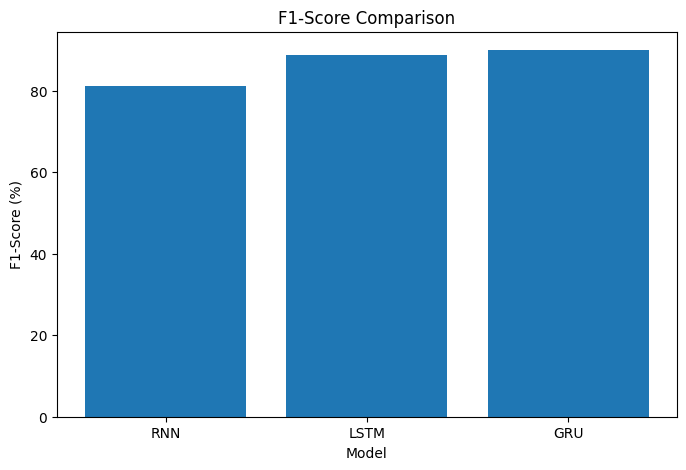 F1-Score Comparison
F1-Score (%)
80
60
40
20
0
RNN
LSTM
GRU
Model